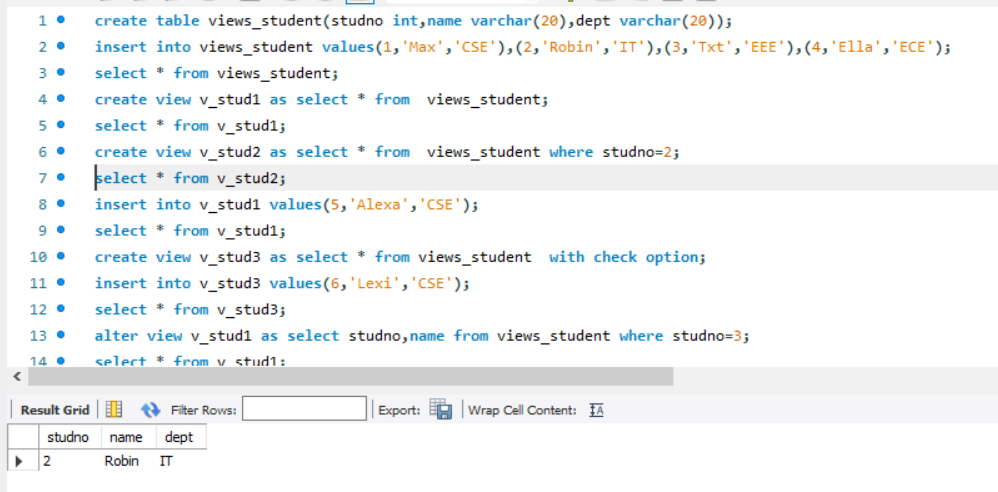 1 create table views_student(studno int,name varchar(20),dept varchar(20));
2 insert into views_student values(1,'Max','CSE'),(2,'Robin','IT'),(3,'Txt','EEE'),(4,'Ella','ECE');
3 select * from views_student;
4 create view v_stud1 as select * from  views_student;
5 select * from v_stud1;
6 create view v_stud2 as select * from  views_student where studno=2;
7 select * from v_stud2;
8 insert into v_stud1 values(5,'Alexa','CSE');
9 select * from v_stud1;
10 create view v_stud3 as select * from views_student  with check option;
11 insert into v_stud3 values(6,'Lexi','CSE');
12 select * from v_stud3;
13 alter view v_stud1 as select studno,name from views_student where studno=3;
14 select * from v_stud1;
Result Grid Filter Rows: Export: Wrap Cell Content: IA
studno name dept
2 Robin IT